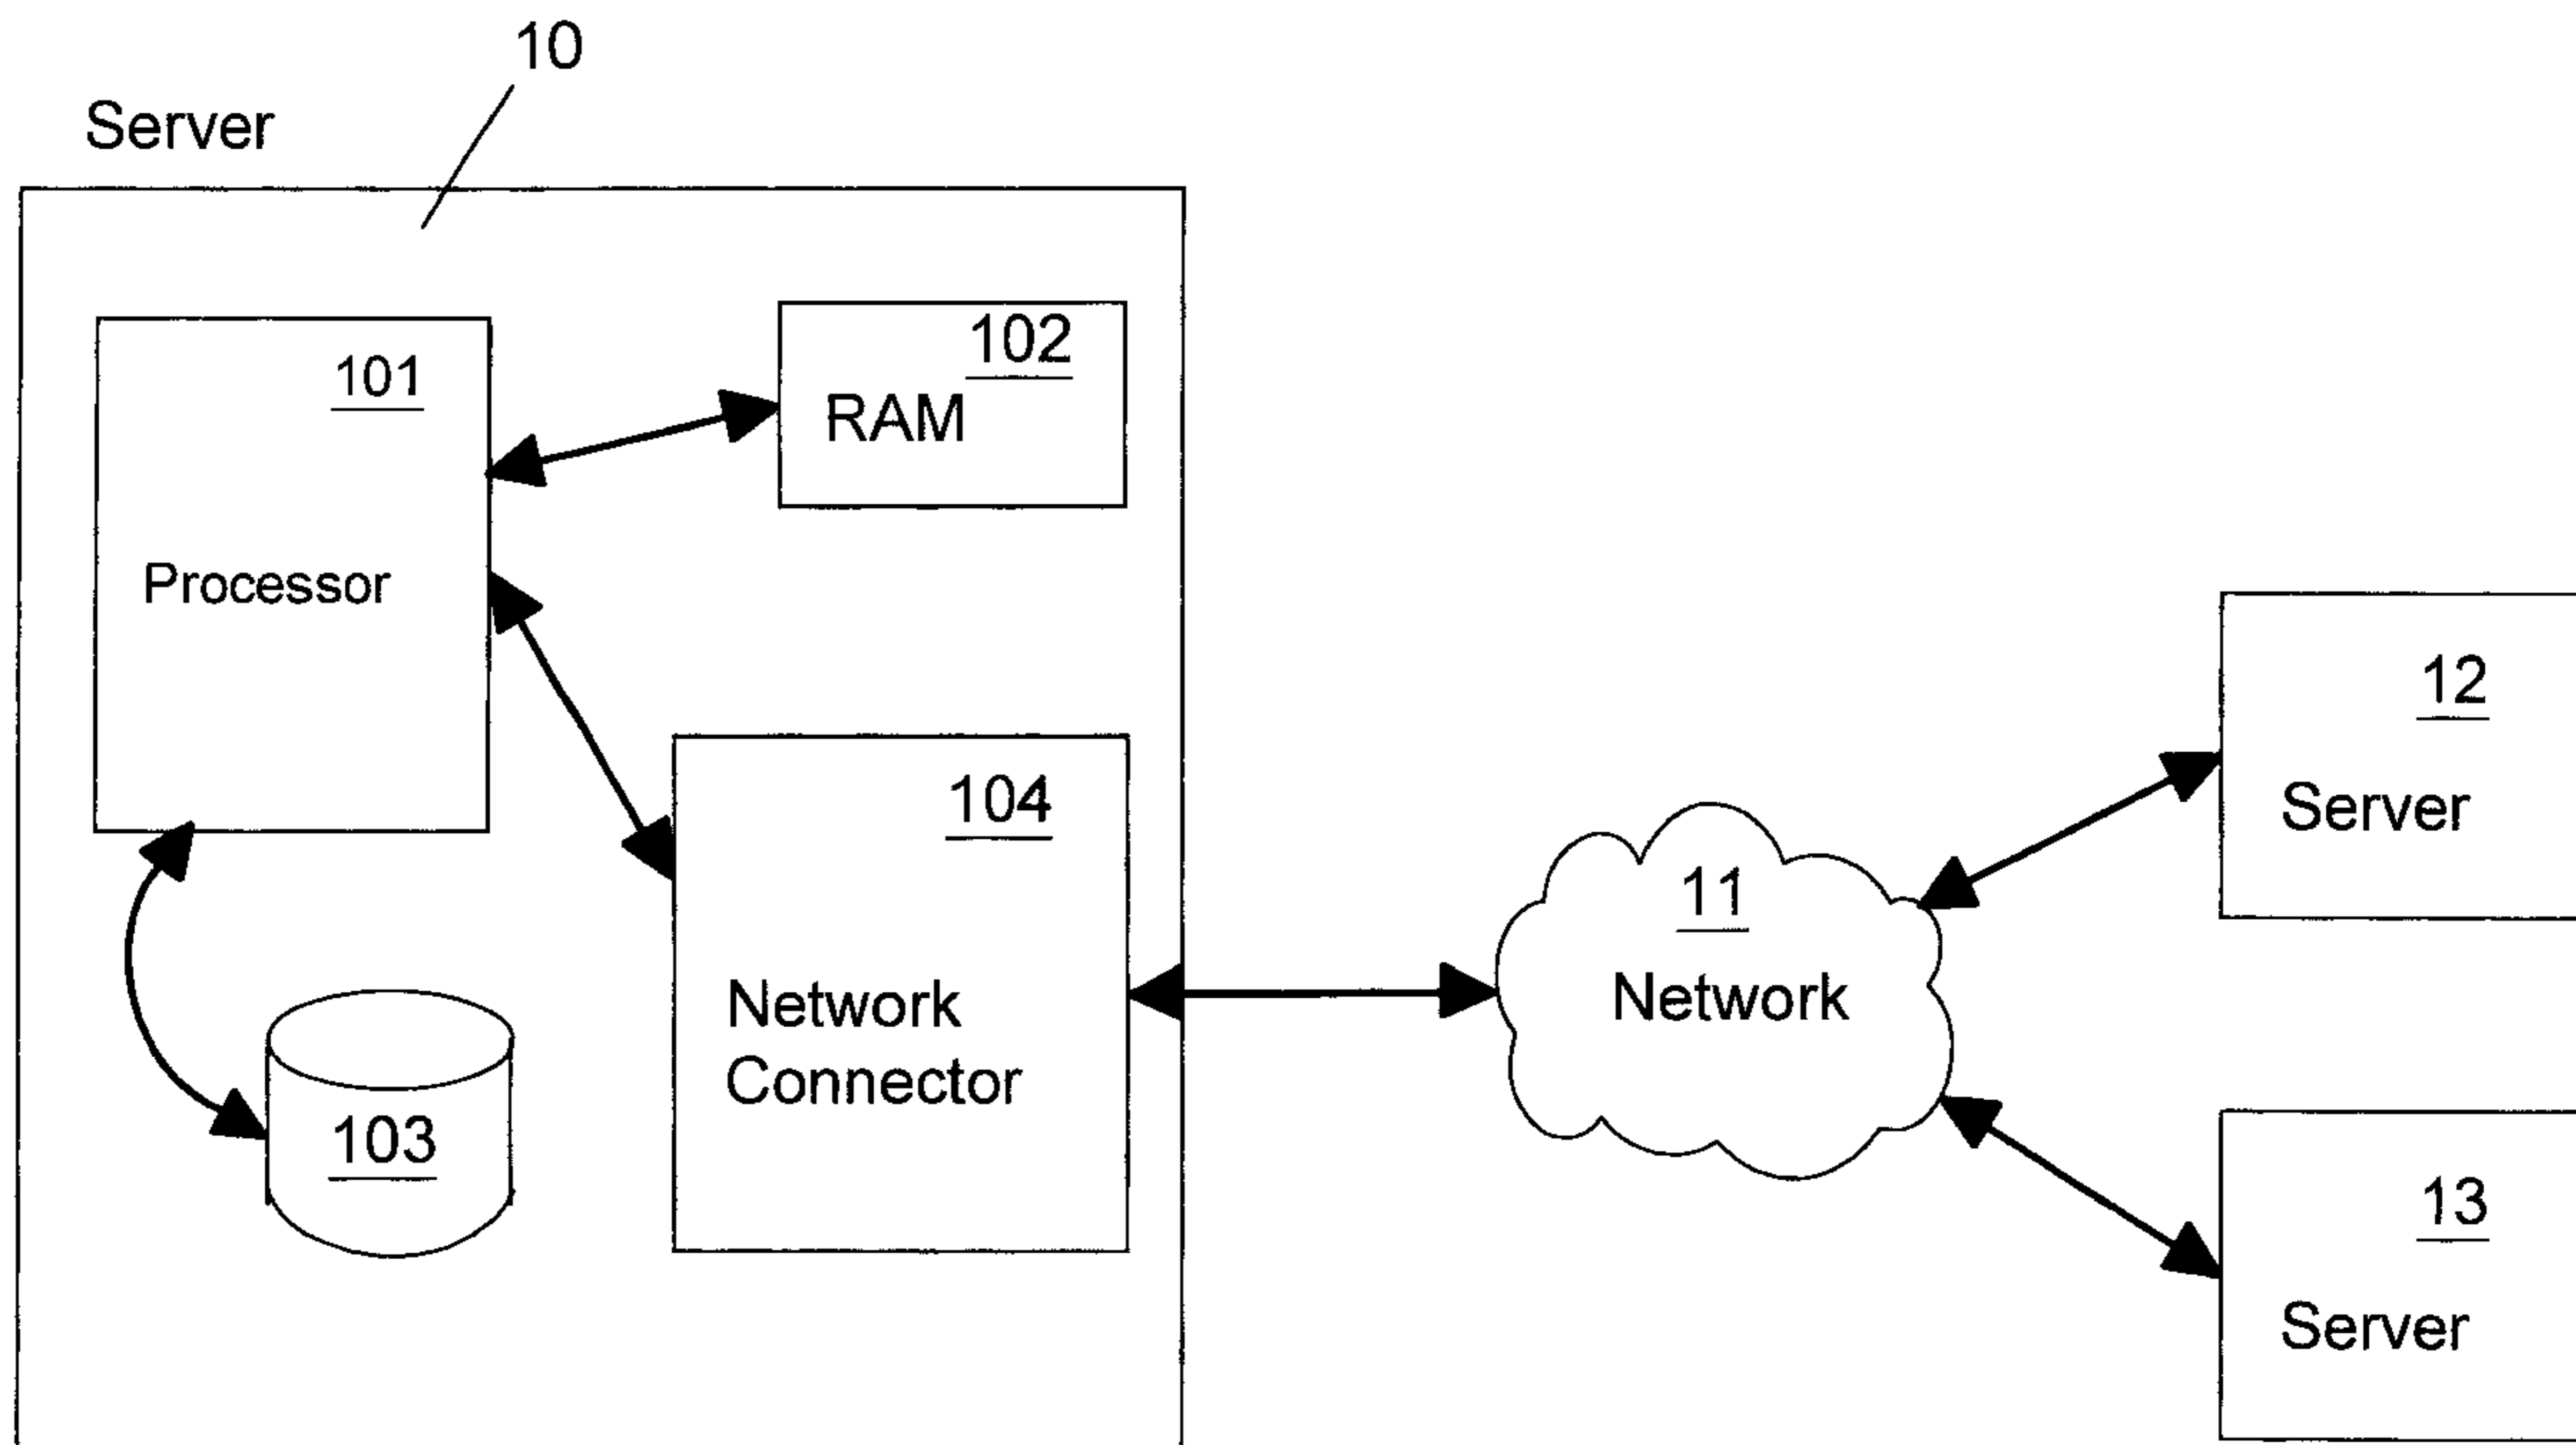 10
Server
101
Processor
102
RAM
103
104
Network
Connector
11
Network
12
Server
13
Server